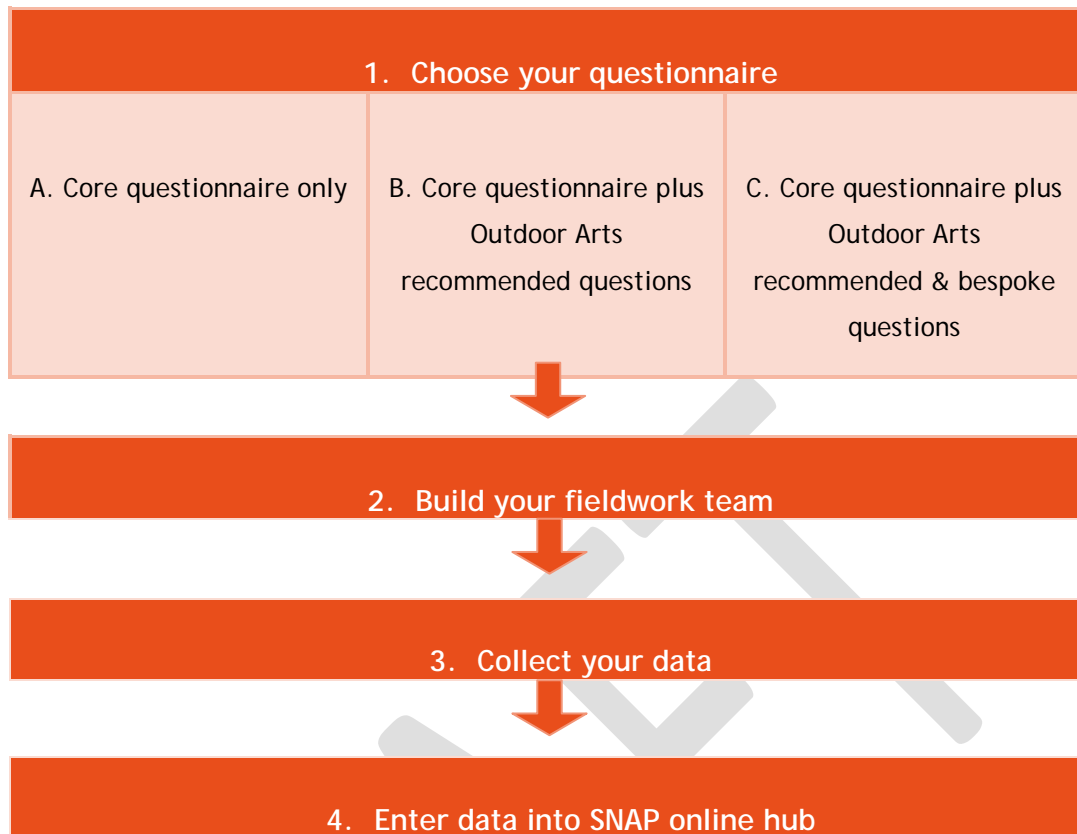 1. Choose your questionnaire
A. Core questionnaire only
B. Core questionnaire plus
Outdoor Arts
recommended questions
C. Core questionnaire plus
Outdoor Arts
recommended & bespoke
questions
2. Build your fieldwork team
3. Collect your data
4. Enter data into SNAP online hub